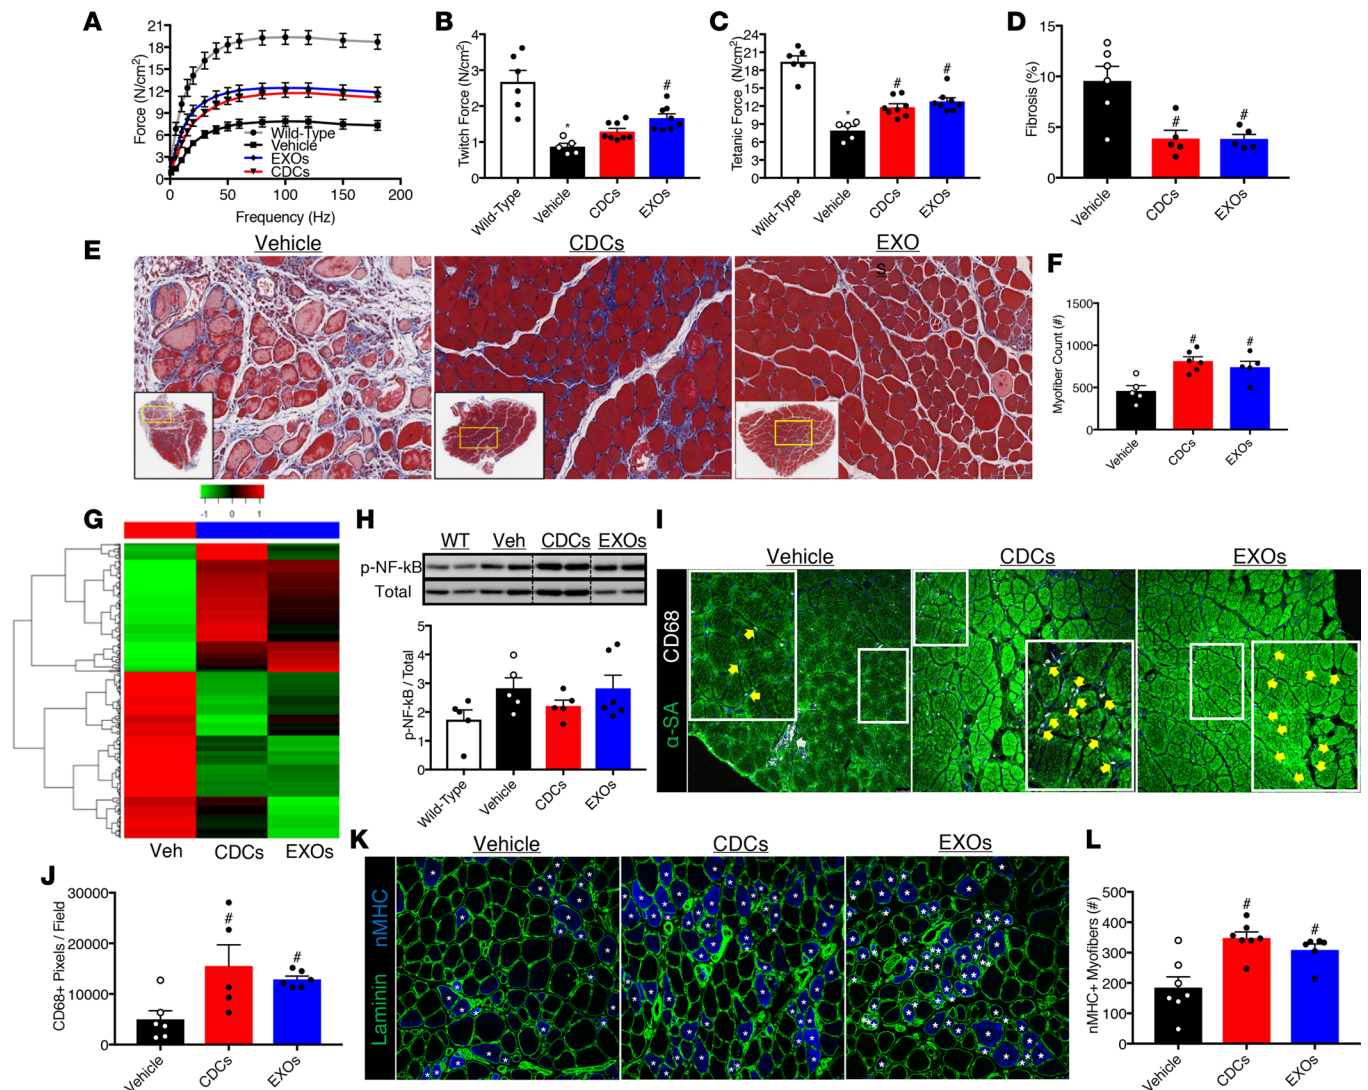 A
Force (N/cm2)
21
18
15
12
9
6
3
0
0
50
100
150
200
Frequency (Hz)
Wild-Type
Vehicle
EXOs
CDCs
B
Twitch Force (N/cm2)
4
3
2
1
0
*
#
Wild-Type
Vehicle
CDCs
EXOs
C
Tetanic Force (N/cm2)
24
21
18
15
12
9
6
3
0
*
#
#
Wild-Type
Vehicle
CDCs
EXOs
D
Fibrosis (%)
15
10
5
0
#
#
Vehicle
CDCs
EXOs
E
Vehicle
CDCs
EXO
s
F
Myofiber Count (#)
1500
1000
500
0
#
#
Vehicle
CDCs
EXOs
G
-1 0 1
Veh CDCs EXOs
H
WT Veh CDCs EXOs
p-NF-kB
Total
p-NF-kB / Total
5
4
3
2
1
0
Wild-Type
Vehicle
CDCs
EXOs
I
Vehicle
CDCs
EXOs
α-SA CD68
J
CD68+ Pixels / Field
30000
20000
10000
0
#
#
Vehicle
CDCs
EXOs
K
Vehicle
CDCs
EXOs
Laminin nMHC
L
nMHC+ Myofibers (#)
500
400
300
200
100
0
#
#
Vehicle
CDCs
EXOs